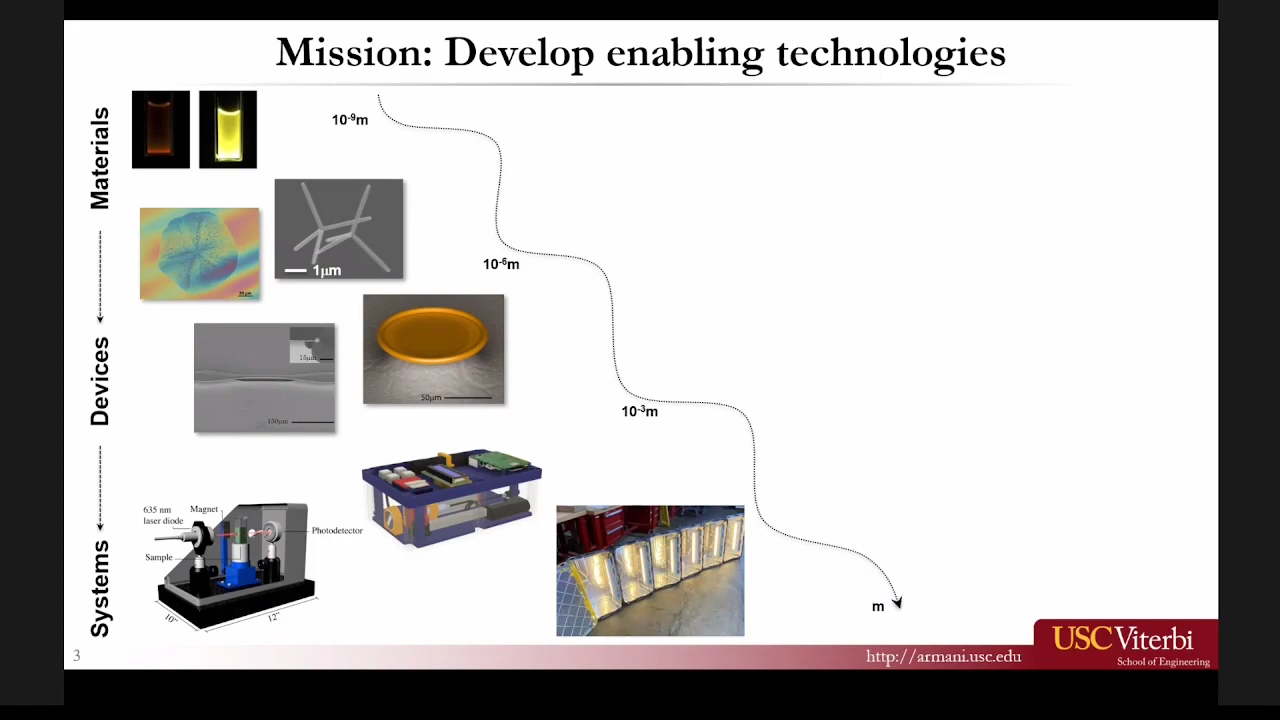 Mission: Develop enabling technologies
Materials
Devices
Systems
10⁻⁹m
1μm
10⁻⁶m
15μm
150μm
50μm
10⁻³m
635 nm
laser diode
Magnet
Photodetector
Sample
10"
12"
m
3
http://armani.usc.edu
USC Viterbi
School of Engineering